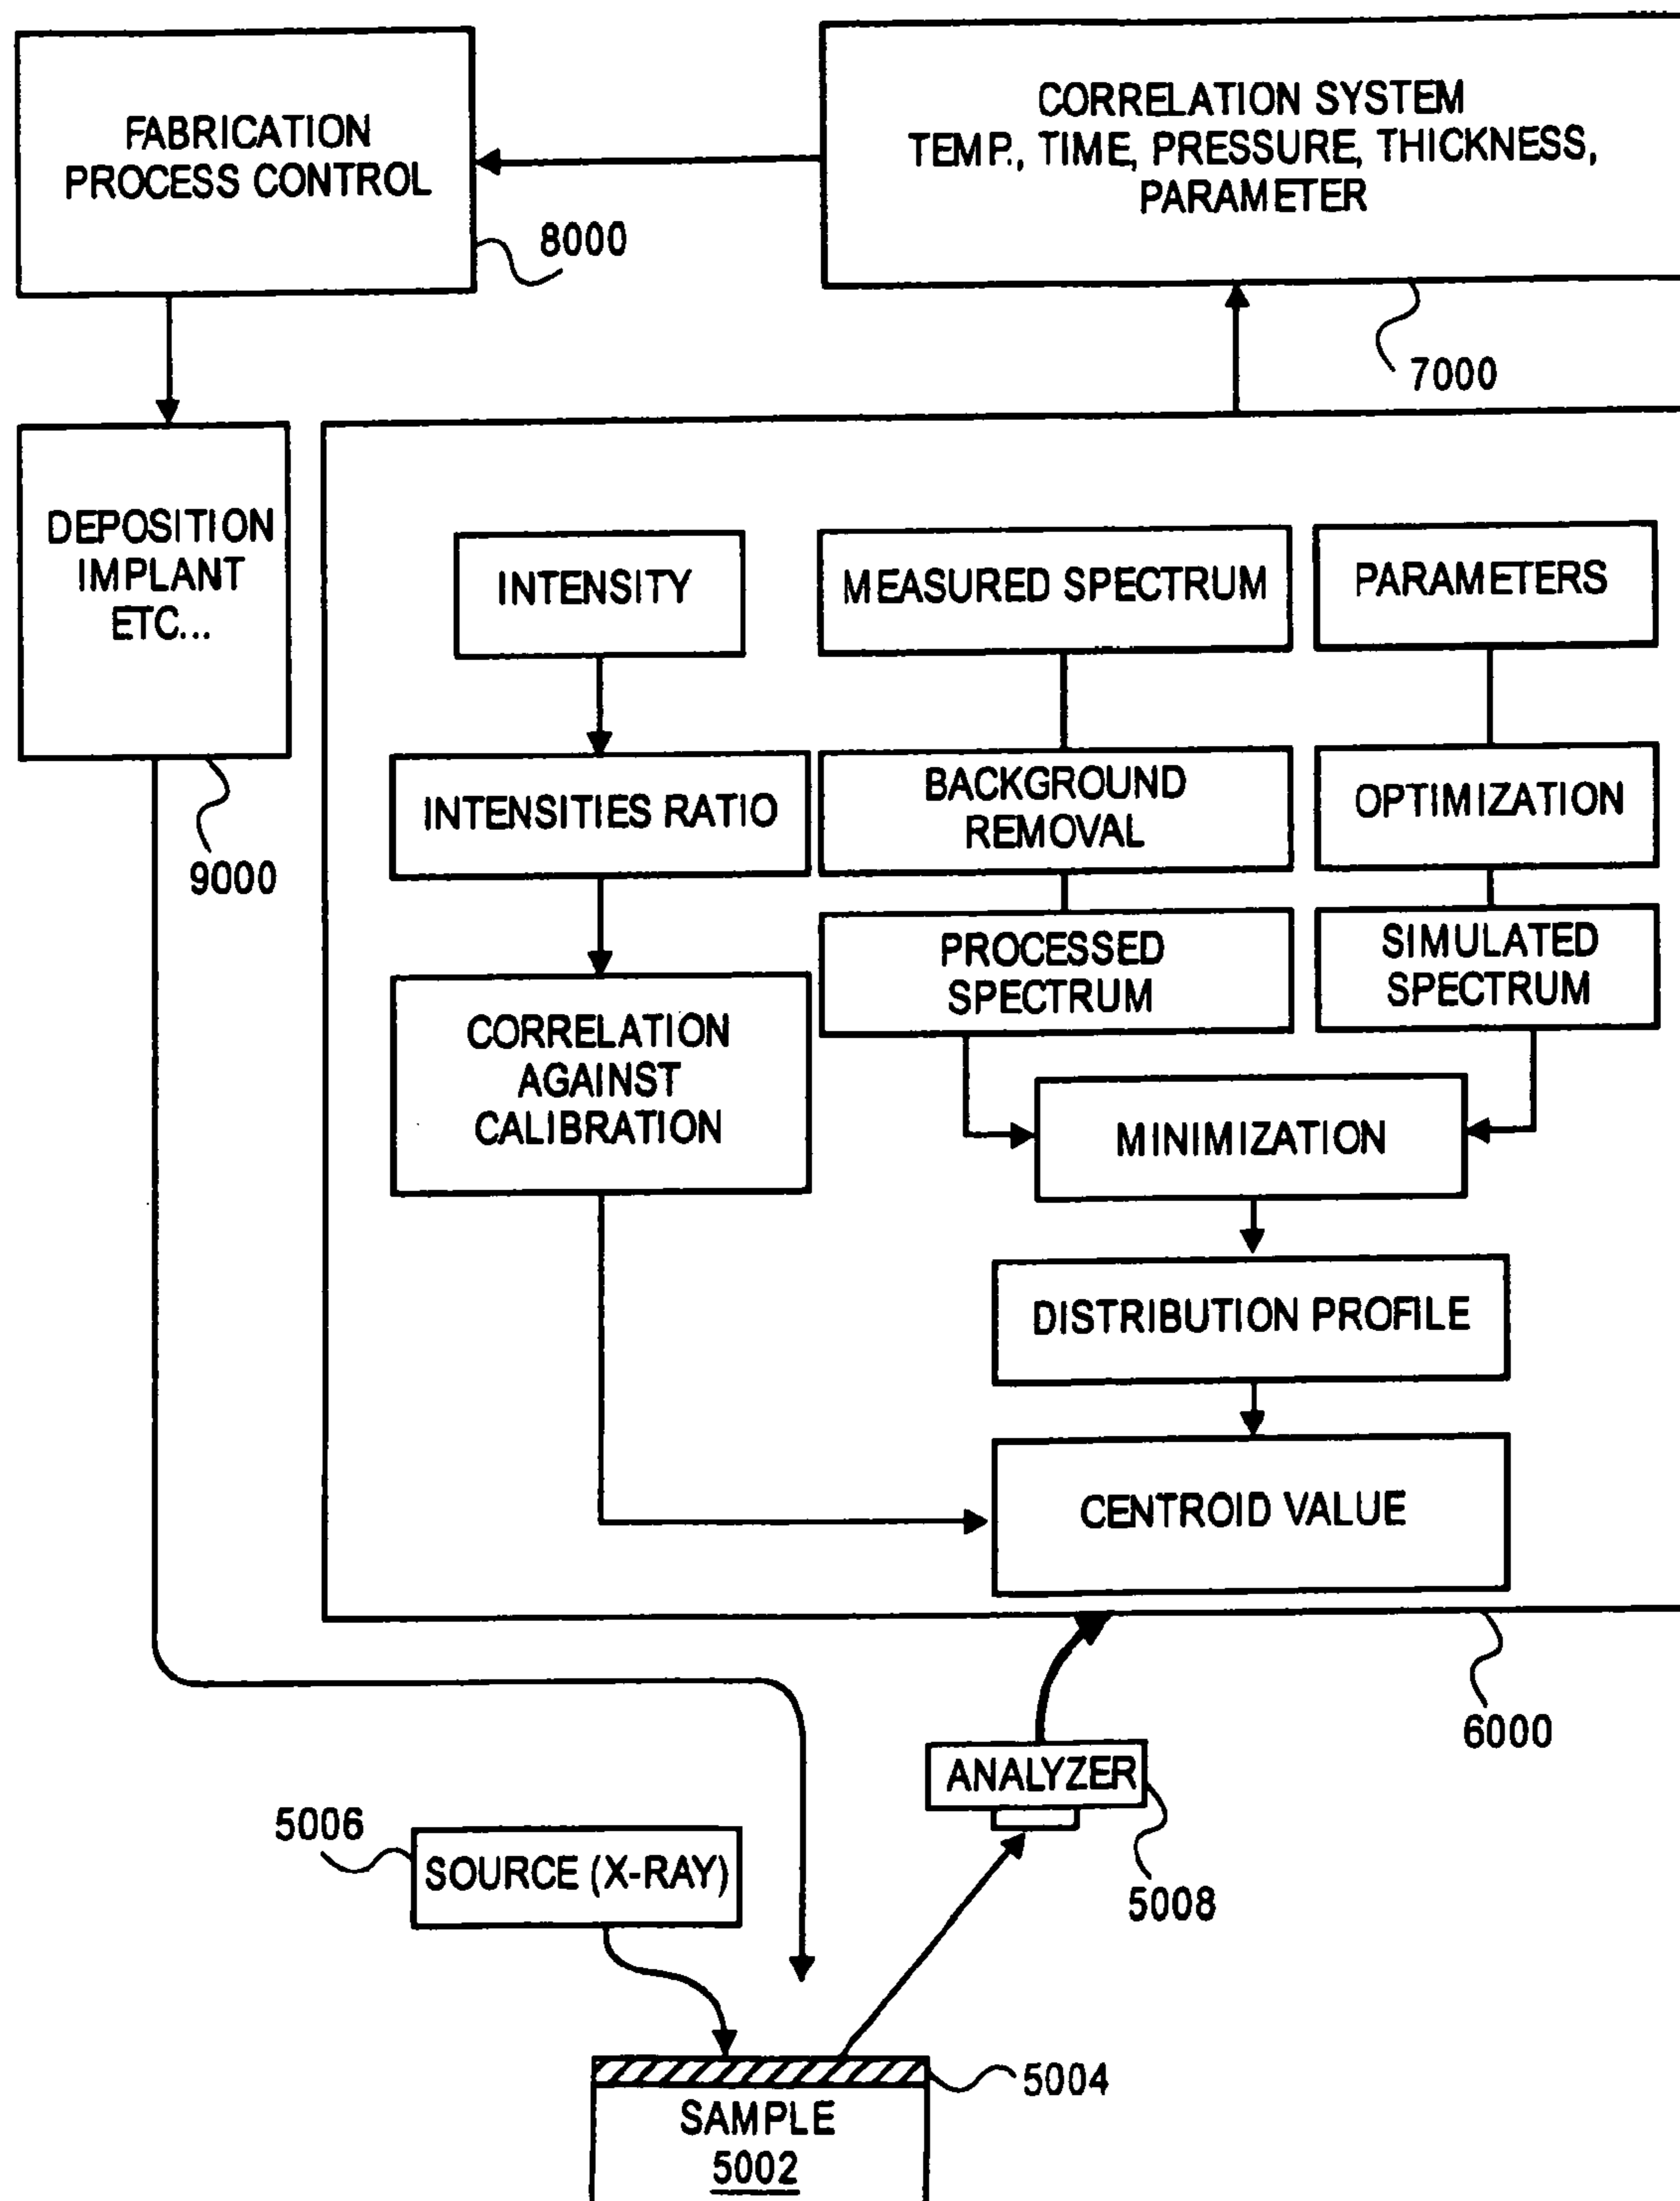 FABRICATION
PROCESS CONTROL
8000
CORRELATION SYSTEM
TEMP., TIME, PRESSURE, THICKNESS,
PARAMETER
7000
DEPOSITION
IMPLANT
ETC...
9000
INTENSITY
MEASURED SPECTRUM
PARAMETERS
INTENSITIES RATIO
BACKGROUND
REMOVAL
OPTIMIZATION
PROCESSED
SPECTRUM
SIMULATED
SPECTRUM
CORRELATION
AGAINST
CALIBRATION
MINIMIZATION
DISTRIBUTION PROFILE
CENTROID VALUE
6000
ANALYZER
5008
5006
SOURCE (X-RAY)
5004
SAMPLE
5002